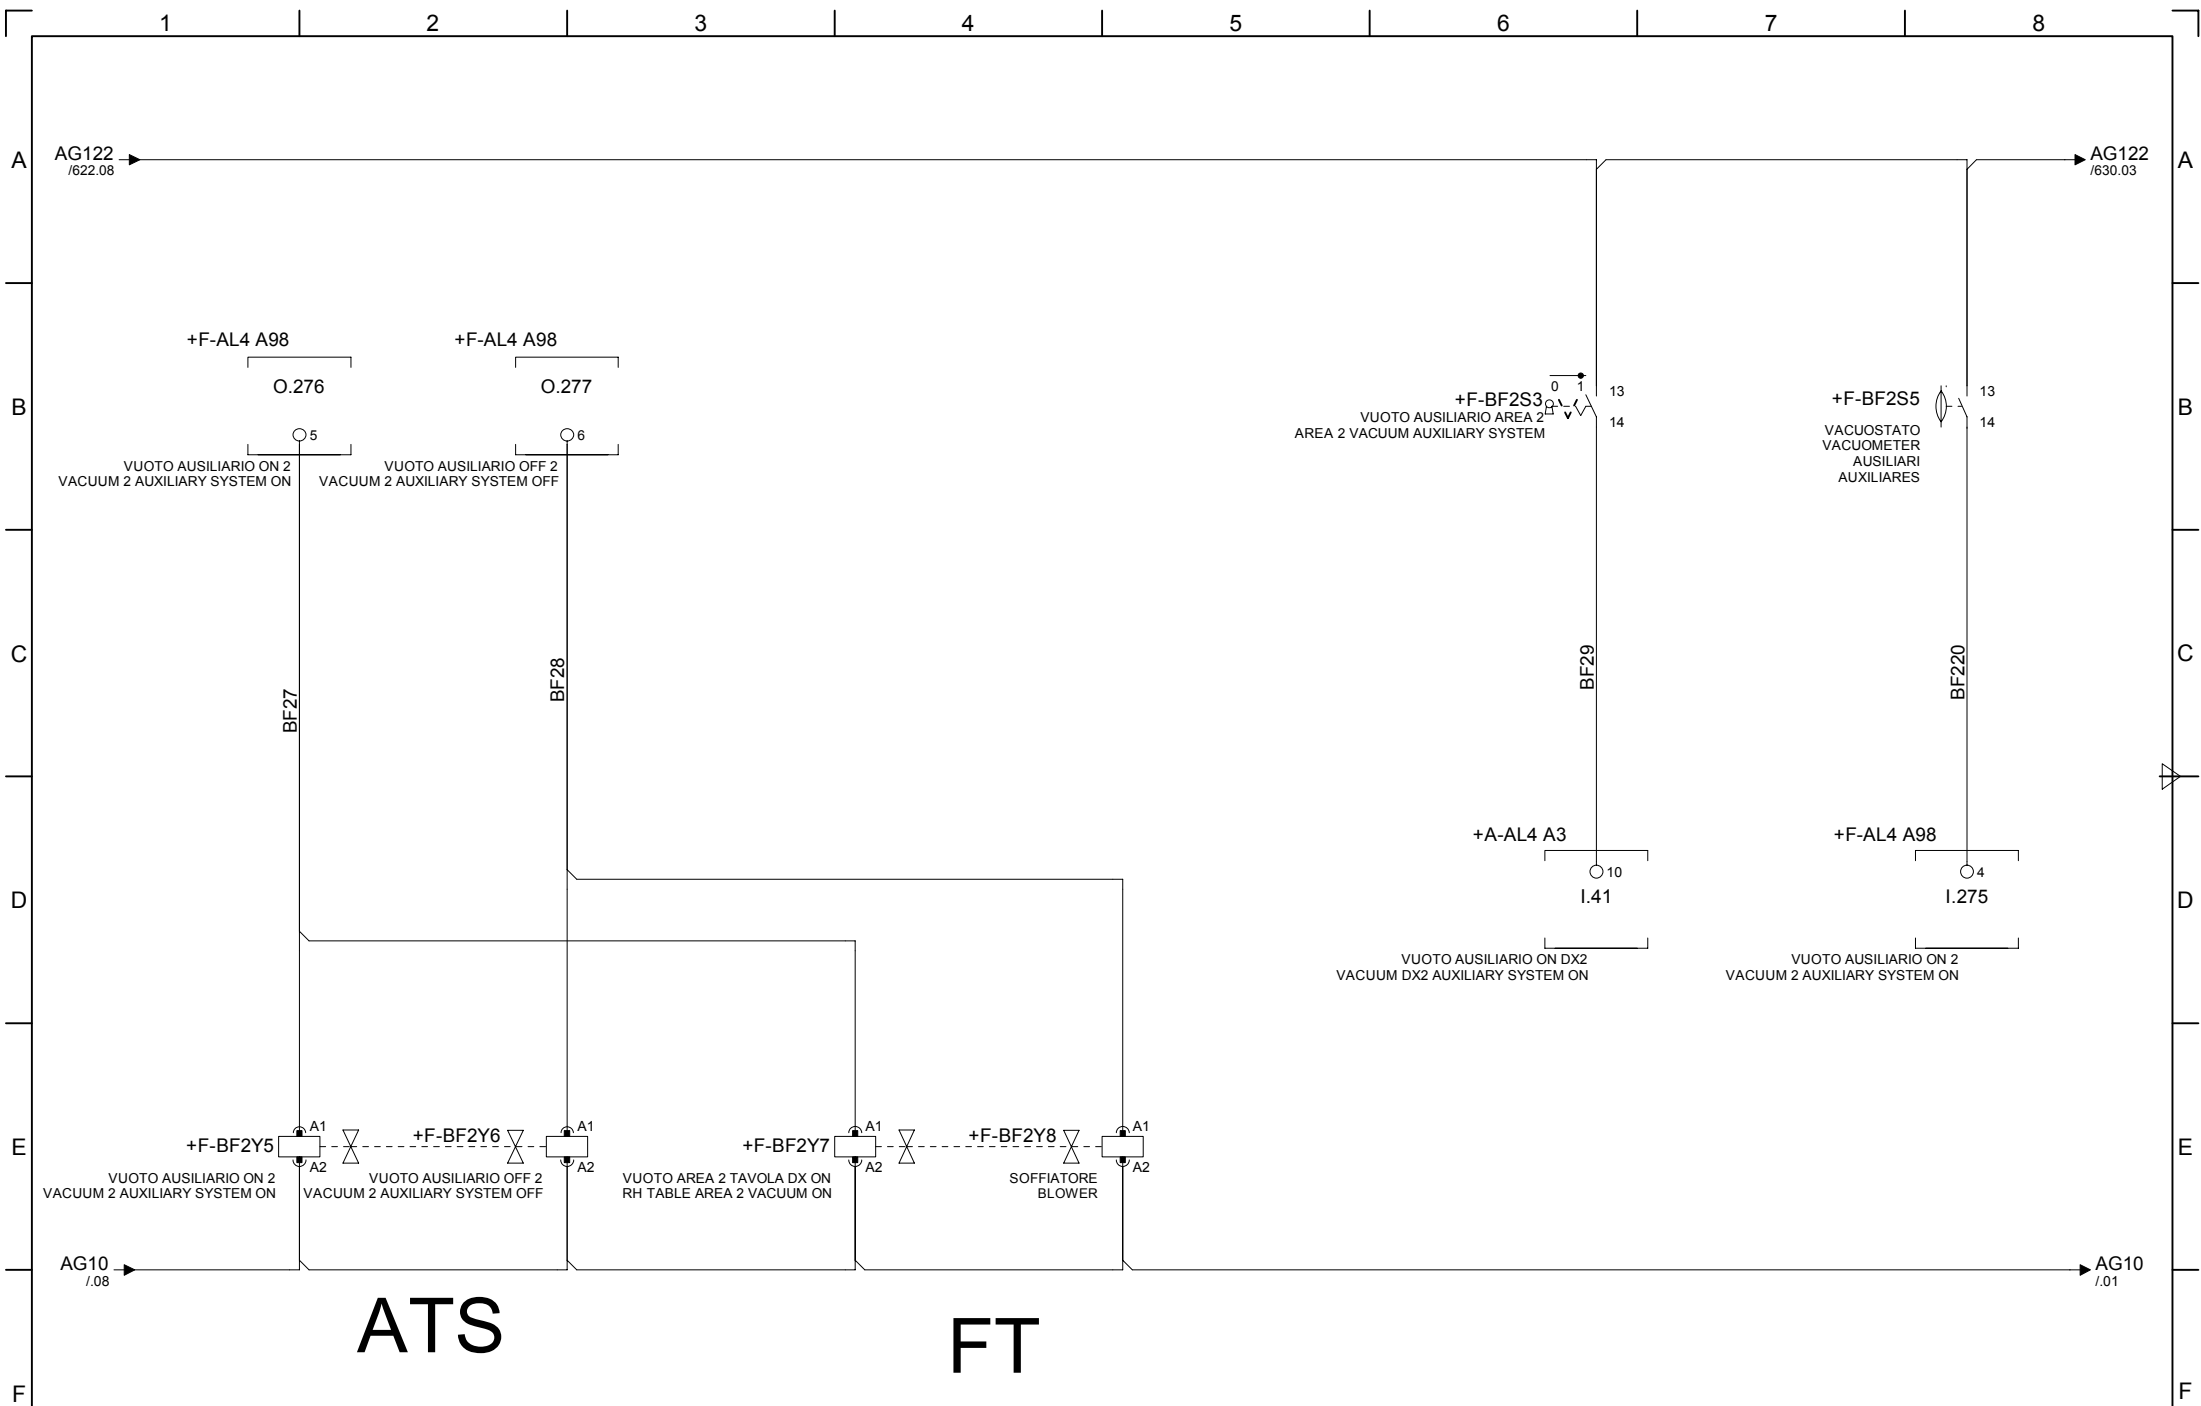 1 2 3 4 5 6 7 8
A AG122 AG122 A
/622.08 /630.03
+F-AL4 A98 +F-AL4 A98
O.276 O.277
0 1 13 13
B +F-BF2S3 +F-BF2S5 B
VUOTO AUSILIARIO AREA 2 14 14
AREA 2 VACUUM AUXILIARY SYSTEM VACUOSTATO
5 6 VACUOMETER
AUSILIARI
VUOTO AUSILIARIO ON 2 VUOTO AUSILIARIO OFF 2 AUXILIARES
VACUUM 2 AUXILIARY SYSTEM ON VACUUM 2 AUXILIARY SYSTEM OFF
C BF27 BF28 BF29 BF220 C
+A-AL4 A3 +F-AL4 A98
10 4
D I.41 I.275 D
VUOTO AUSILIARIO ON DX2 VUOTO AUSILIARIO ON 2
VACUUM DX2 AUXILIARY SYSTEM ON VACUUM 2 AUXILIARY SYSTEM ON
A1 A1 A1 A1
E +F-BF2Y5 +F-BF2Y6 +F-BF2Y7 +F-BF2Y8 E
A2 A2 A2 A2
VUOTO AUSILIARIO ON 2 VUOTO AUSILIARIO OFF 2 VUOTO AREA 2 TAVOLA DX ON SOFFIATORE
VACUUM 2 AUXILIARY SYSTEM ON VACUUM 2 AUXILIARY SYSTEM OFF RH TABLE AREA 2 VACUUM ON BLOWER
AG10 AG10
/.08 /.01
ATS FT
F F